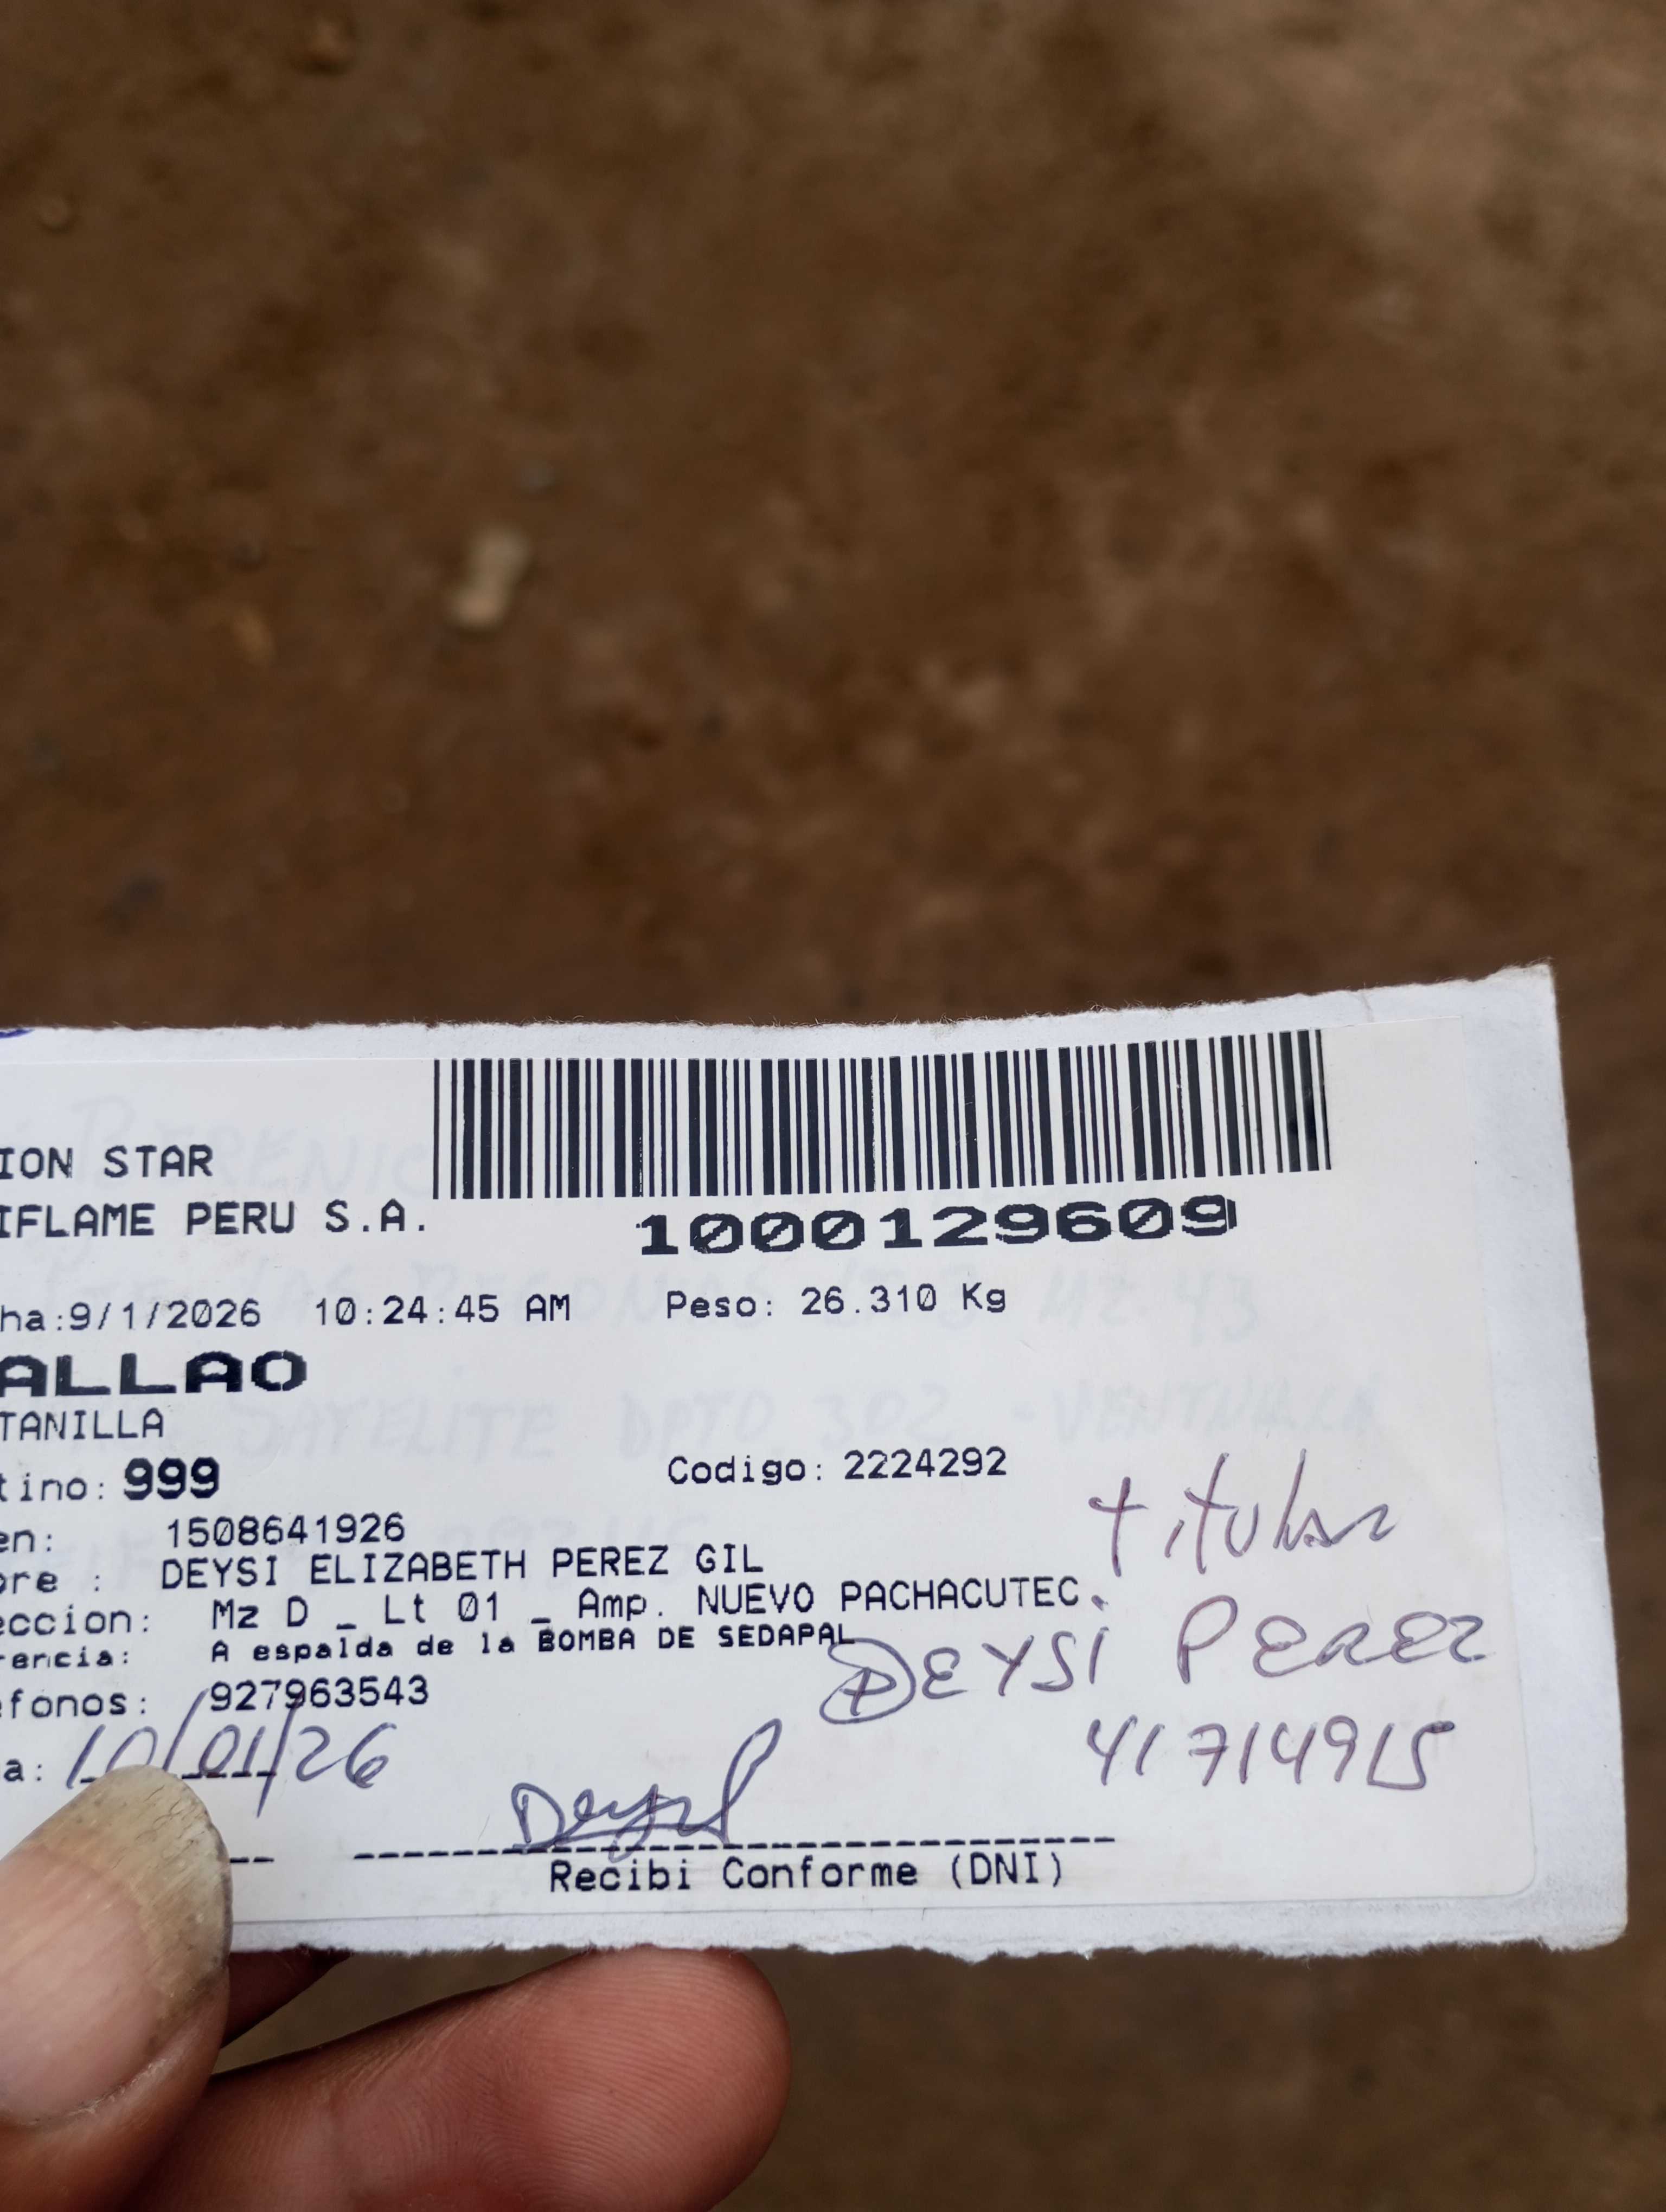 ION STAR
IFLAME PERU S.A.
1000129609
ha:9/1/2026 10:24:45 AM Peso: 26.310 Kg
ALLAO
TANILLA
tino: 999 Codigo: 2224292
en: 1508641926
bre : DEYSI ELIZABETH PEREZ GIL
eccion: Mz D _ Lt 01 _ Amp. NUEVO PACHACUTEC.
rencia: A espalda de la BOMBA DE SEDAPAL
efonos: 927963543
a: 10/01/26
titular
DEYSI PEREZ
41714915
Deysi
Recibi Conforme (DNI)